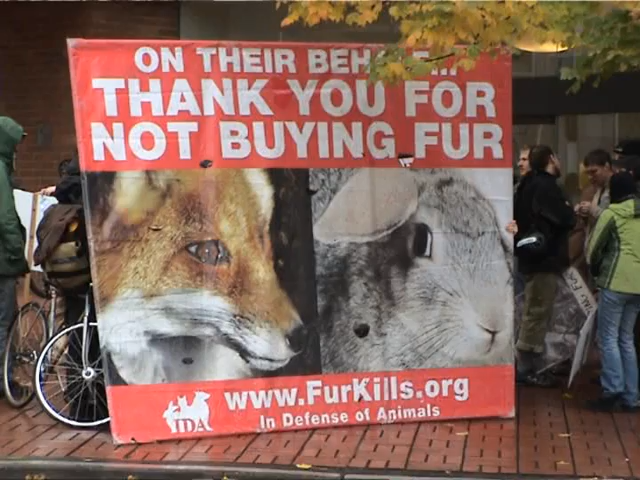 ON THEIR
THANK YOU FOR
NOT BUYING FUR
www.FurKills.org
In Defense of Animals
IDA